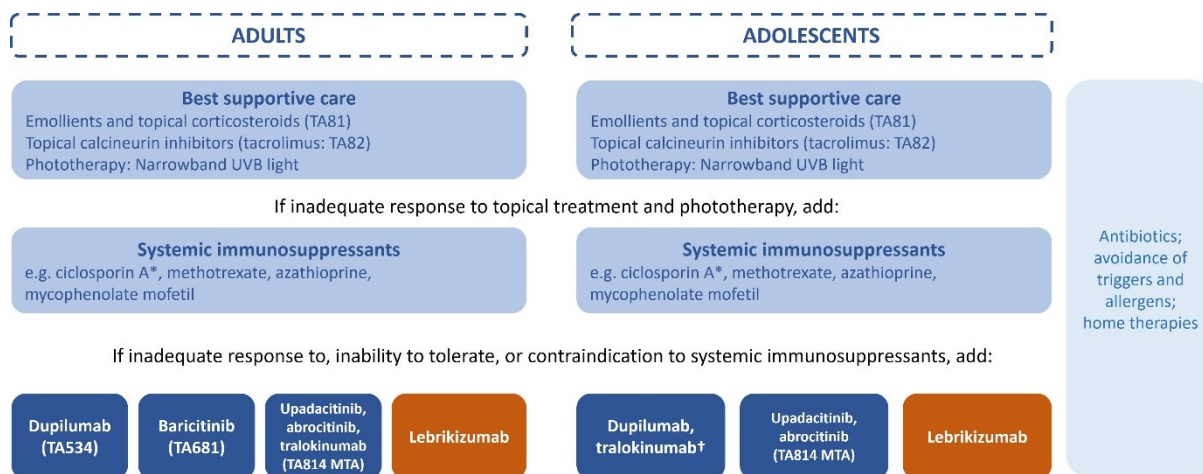 ADULTS
ADOLESCENTS
Best supportive care
Emollients and topical corticosteroids (TA81)
Topical calcineurin inhibitors (tacrolimus: TA82)
Phototherapy: Narrowband UVB light
Best supportive care
Emollients and topical corticosteroids (TA81)
Topical calcineurin inhibitors (tacrolimus: TA82)
Phototherapy: Narrowband UVB light
If inadequate response to topical treatment and phototherapy, add:
Systemic immunosuppressants
e.g. ciclosporin A*, methotrexate, azathioprine,
mycophenolate mofetil
Systemic immunosuppressants
e.g. ciclosporin A*, methotrexate, azathioprine,
mycophenolate mofetil
If inadequate response to, inability to tolerate, or contraindication to systemic immunosuppressants, add:
Dupilumab
(TA534)
Baricitinib
(TA681)
Upadacitinib,
abrocitinib,
tralokinumab
(TA814 MTA)
Lebrikizumab
Dupilumab,
tralokinumab†
Upadacitinib,
abrocitinib
(TA814 MTA)
Lebrikizumab
Antibiotics;
avoidance of
triggers and
allergens;
home therapies